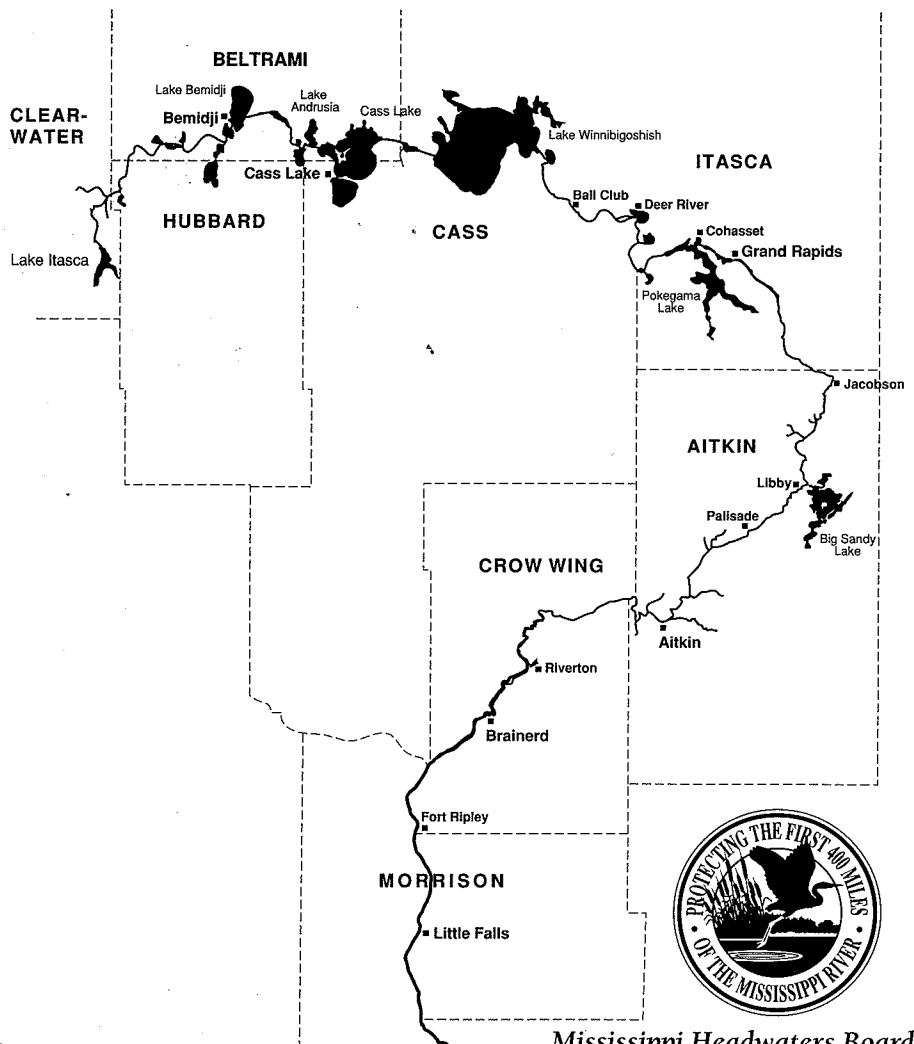 BELTRAMI
Lake Bemidji
Lake
Andrusia
Cass Lake
CLEAR-
WATER
Bemidji
Lake Winnibigoshish
ITASCA
Cass Lake
Ball Club
Deer River
HUBBARD
CASS
Cohasset
Grand Rapids
Lake Itasca
Pokegama
Lake
Jacobson
AITKIN
Libby
Palisade
Big Sandy
Lake
CROW WING
Aitkin
Riverton
Brainerd
Fort Ripley
MORRISON
Little Falls
PROTECTING THE FIRST 400 MILES
OF THE MISSISSIPPI RIVER
Mississippi Headwaters Board